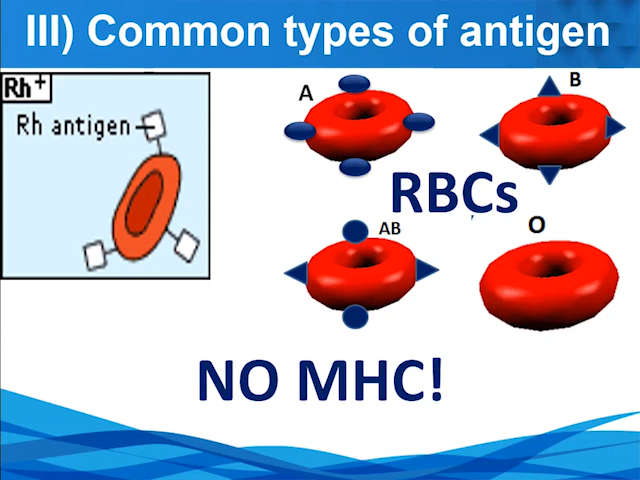 III) Common types of antigen
Rh+
Rh antigen
A
B
RBCs
AB
O
NO MHC!